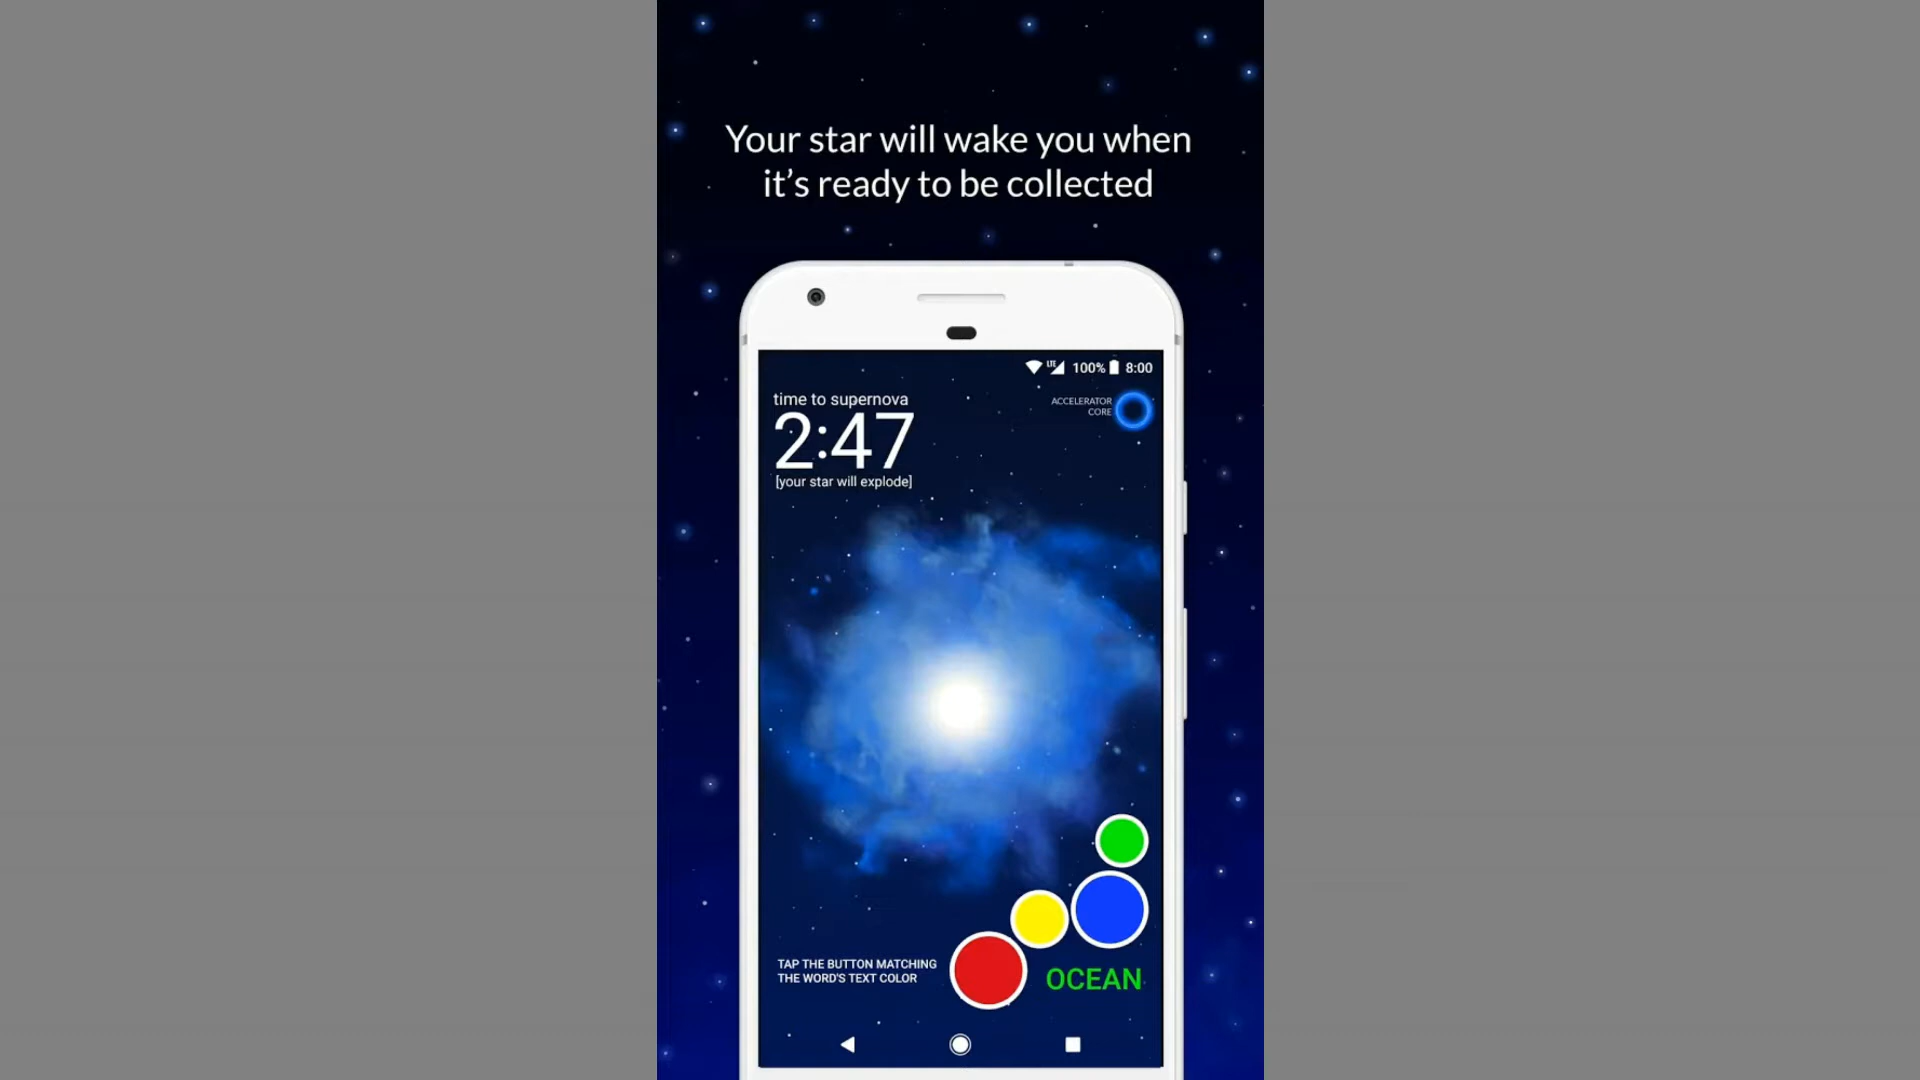 Your star will wake you when
it’s ready to be collected
LTE 100% 8:00
time to supernova
2:47
[your star will explode]
ACCELERATOR
CORE
TAP THE BUTTON MATCHING
THE WORD'S TEXT COLOR
OCEAN